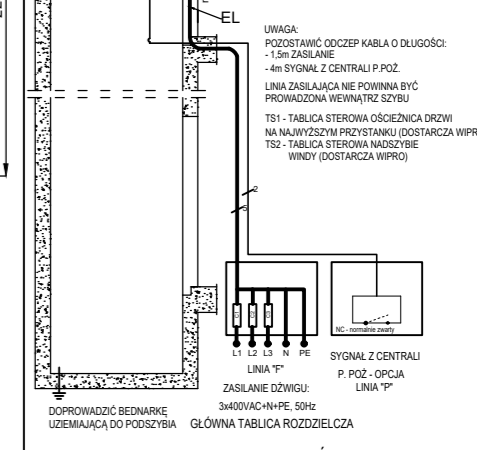 EL
UWAGA:
POZOSTAWIĆ ODCZEP KABLA O DŁUGOŚCI:
- 1,5m ZASILANIE
- 4m SYGNAŁ Z CENTRALI P.POŻ.
LINIA ZASILAJĄCA NIE POWINNA BYĆ
PROWADZONA WEWNĄTRZ SZYBU
TS1 - TABLICA STEROWA OŚCIEŻNICA DRZWI
NA NAJWYŻSZYM PRZYSTANKU (DOSTARCZA WIPR
TS2 - TABLICA STEROWA NADSZYBIE
WINDY (DOSTARCZA WIPRO)
2
5
C1 C2 C3
NC - normalnie zwarty
L1 L2 L3 N PE
LINIA "F"
SYGNAŁ Z CENTRALI
P. POŻ - OPCJA
LINIA "P"
ZASILANIE DŹWIGU:
3x400VAC+N+PE, 50Hz
GŁÓWNA TABLICA ROZDZIELCZA
DOPROWADZIĆ BEDNARKĘ
UZIEMIAJĄCĄ DO PODSZYBIA